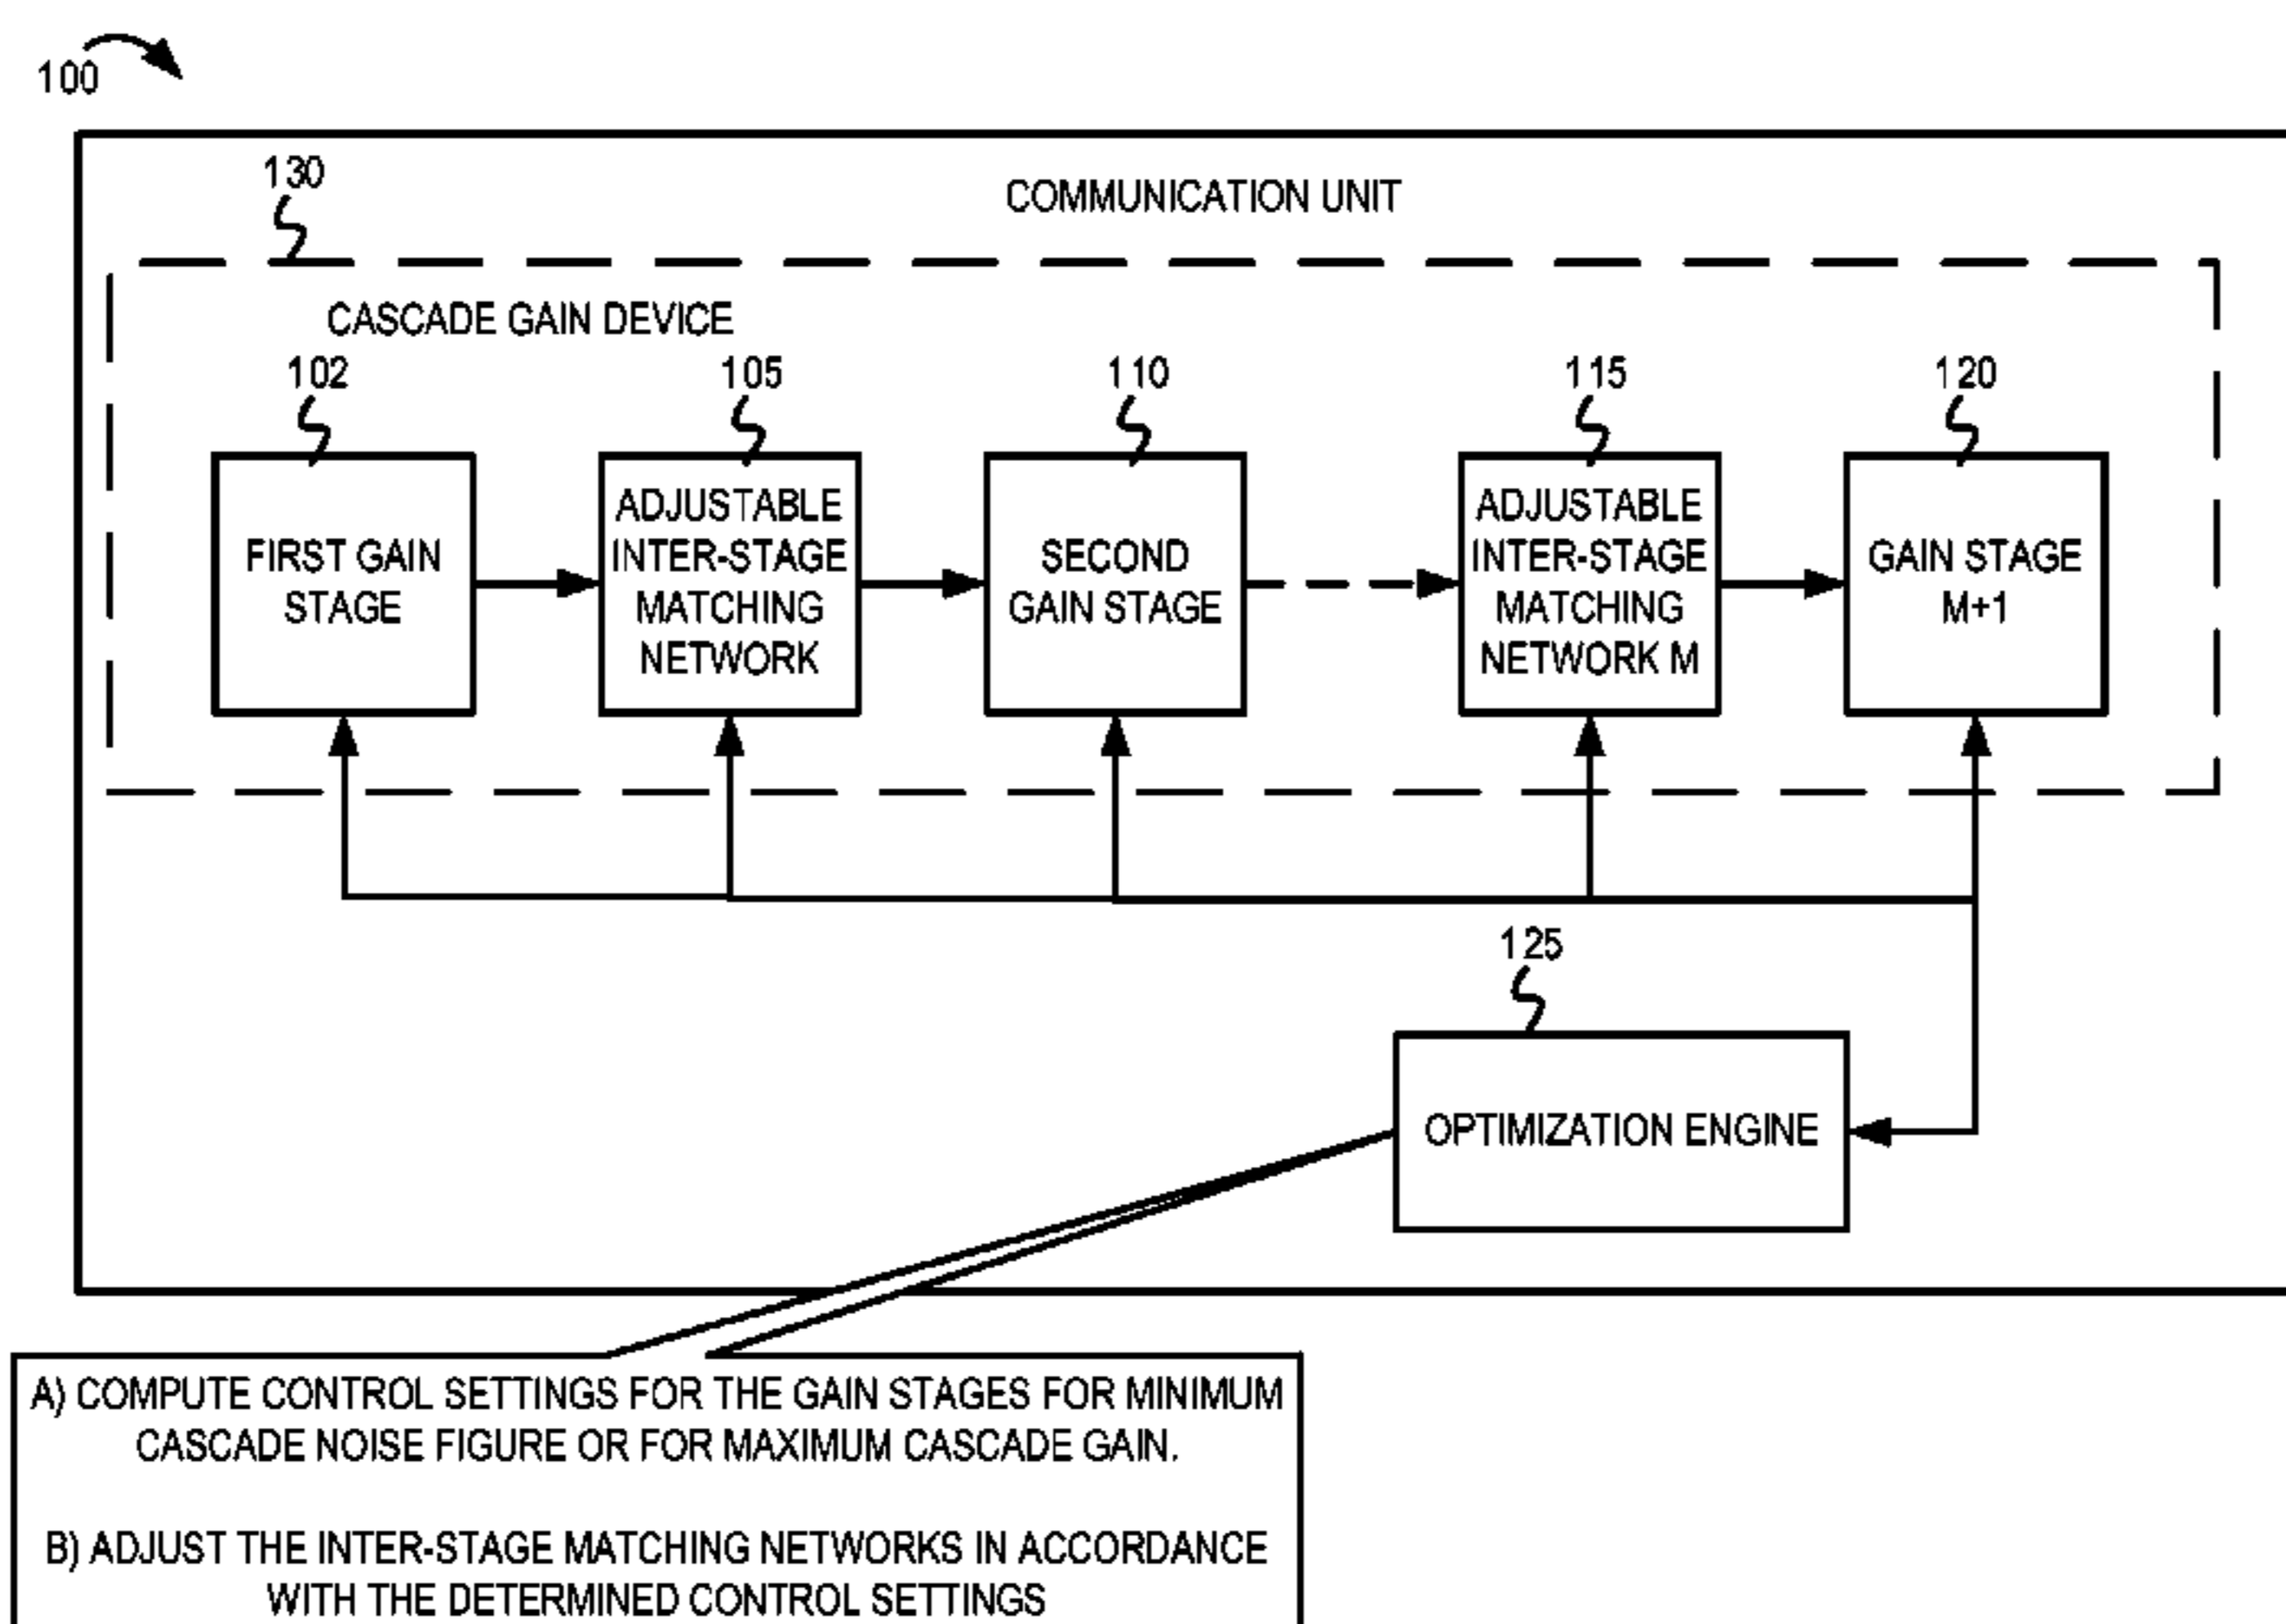 100
130
COMMUNICATION UNIT
CASCADE GAIN DEVICE
102
105
110
115
120
FIRST GAIN
STAGE
ADJUSTABLE
INTER-STAGE
MATCHING
NETWORK
SECOND
GAIN STAGE
ADJUSTABLE
INTER-STAGE
MATCHING
NETWORK M
GAIN STAGE
M+1
125
OPTIMIZATION ENGINE
A) COMPUTE CONTROL SETTINGS FOR THE GAIN STAGES FOR MINIMUM
CASCADE NOISE FIGURE OR FOR MAXIMUM CASCADE GAIN.
B) ADJUST THE INTER-STAGE MATCHING NETWORKS IN ACCORDANCE
WITH THE DETERMINED CONTROL SETTINGS